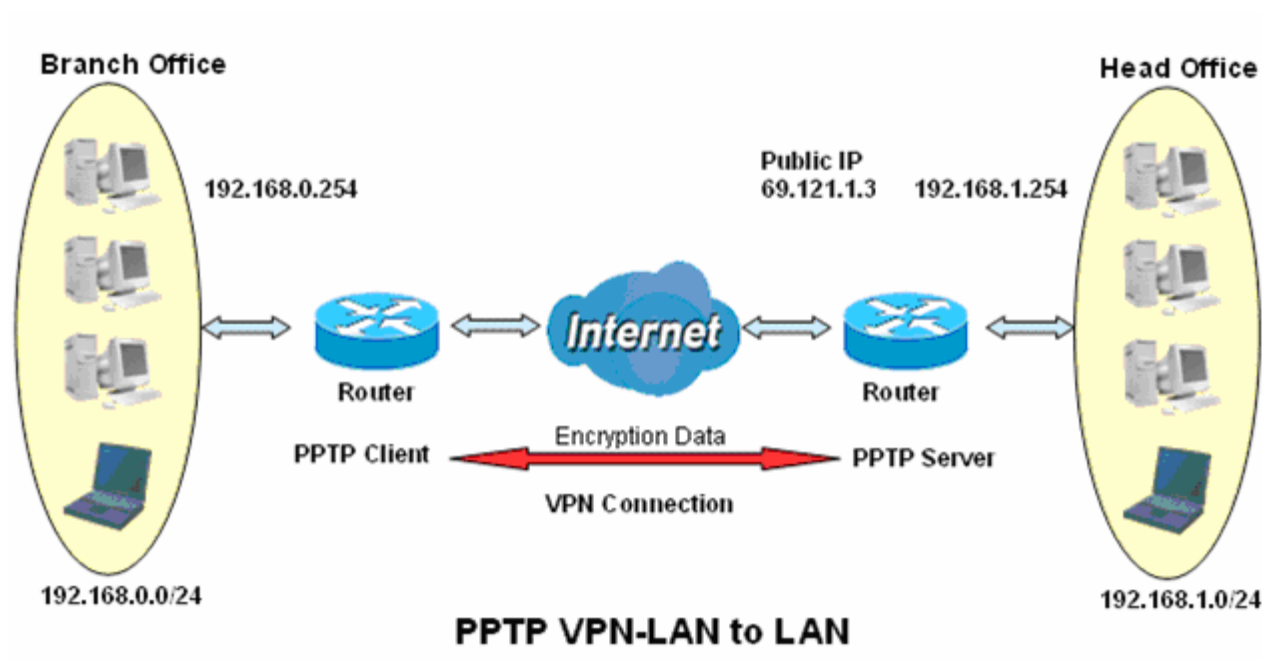 Branch Office
Head Office
192.168.0.254
Public IP
69.121.1.3
192.168.1.254
Internet
Router
Router
PPTP Client
Encryption Data
PPTP Server
VPN Connection
192.168.0.0/24
192.168.1.0/24
PPTP VPN-LAN to LAN